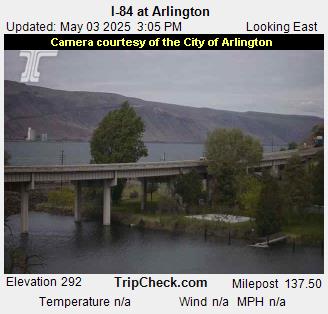 I-84 at Arlington
Updated: May 03 2025 3:05 PM Looking East
Camera courtesy of the City of Arlington
Elevation 292 TripCheck.com Milepost 137.50
Temperature n/a Wind n/a MPH n/a